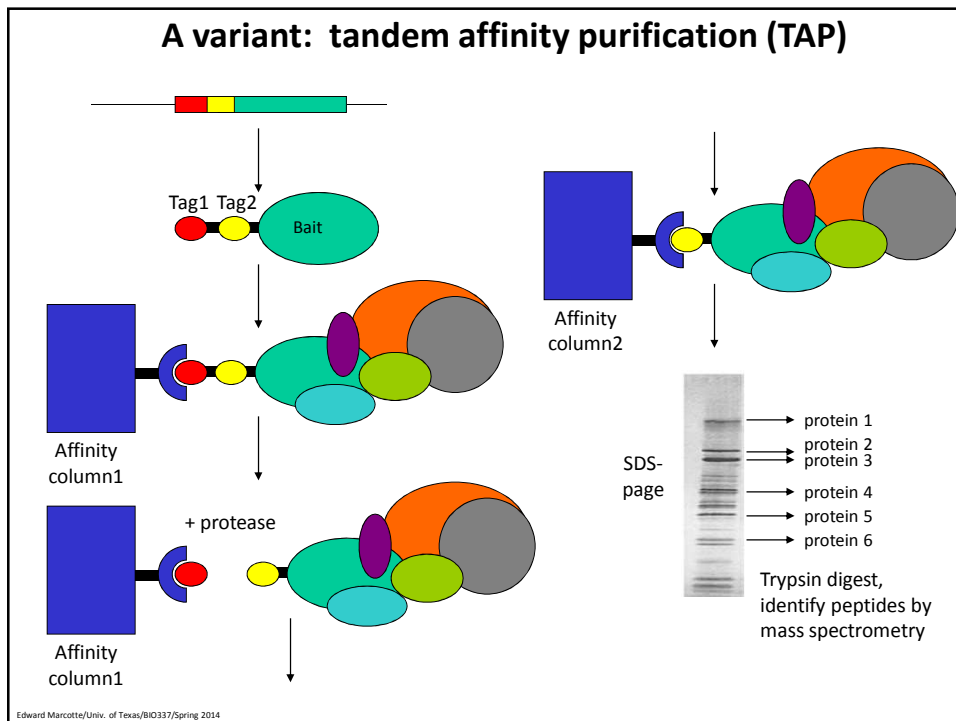 A variant: tandem affinity purification (TAP)
Tag1 Tag2
Bait
Affinity
column1
+ protease
Affinity
column1
Affinity
column2
SDS-
page
protein 1
protein 2
protein 3
protein 4
protein 5
protein 6
Trypsin digest,
identify peptides by
mass spectrometry
Edward Marcotte/Univ. of Texas/BIO337/Spring 2014